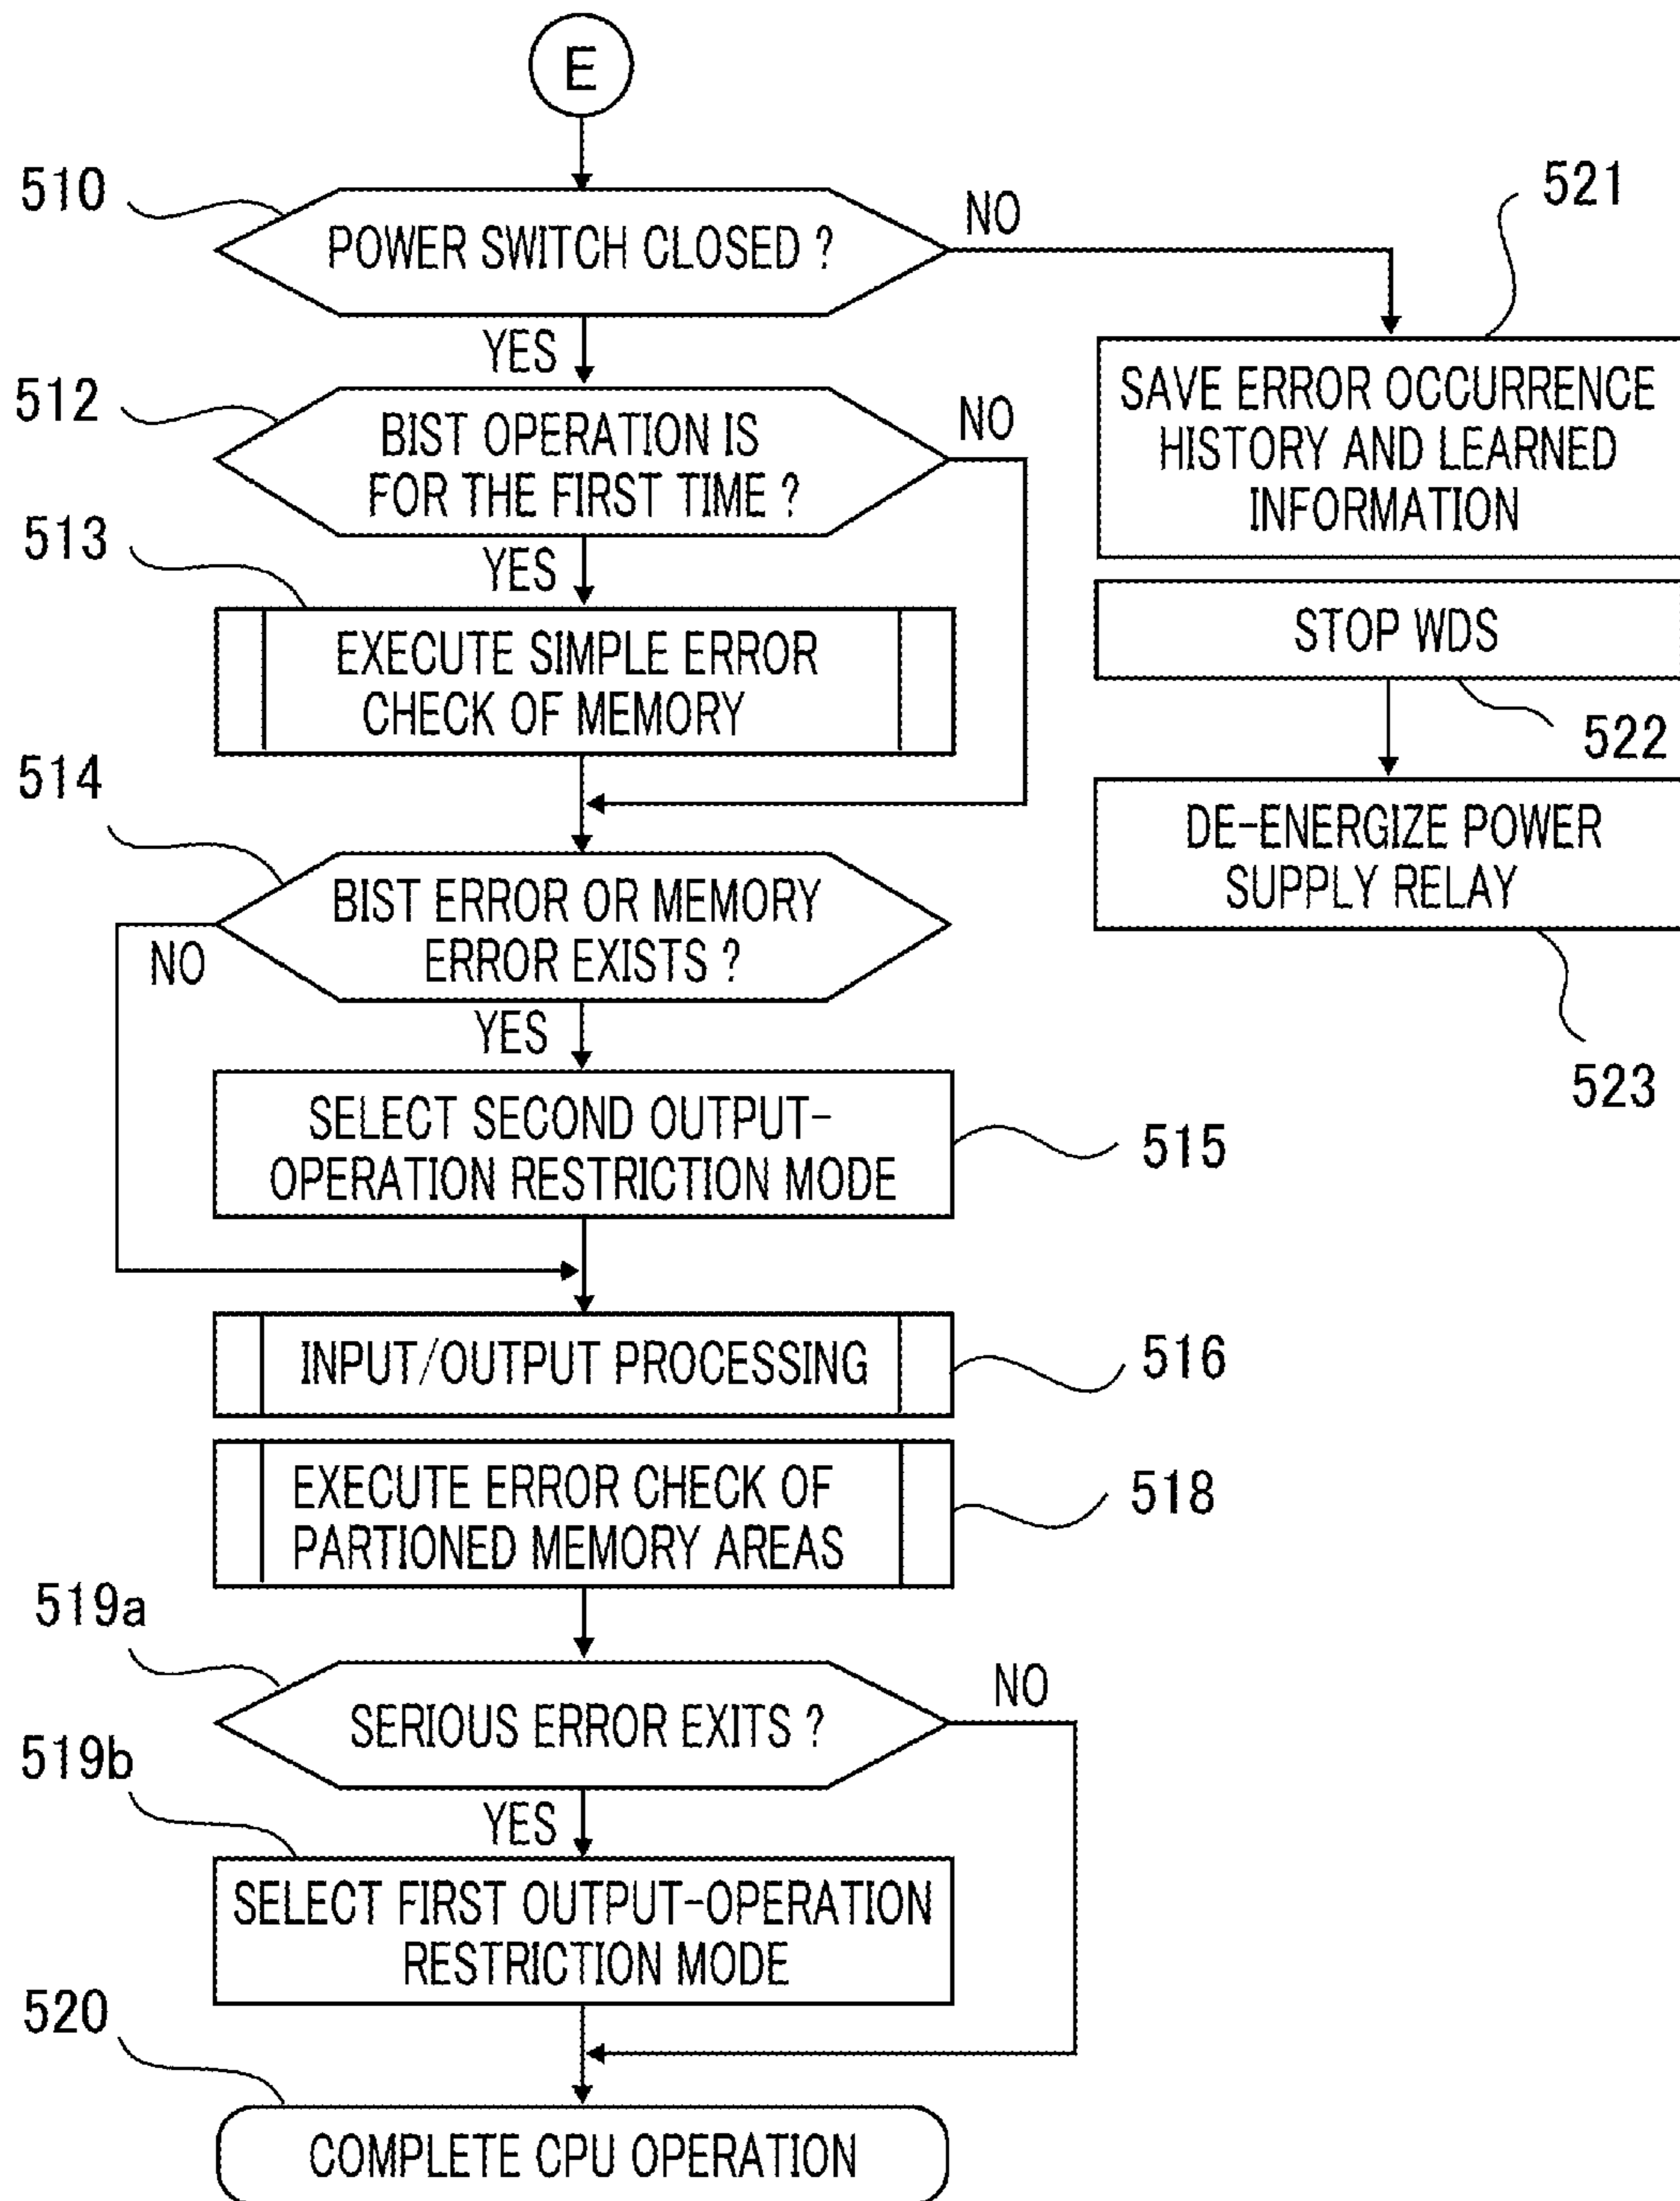 E
510
POWER SWITCH CLOSED ?
NO
YES
512
BIST OPERATION IS
FOR THE FIRST TIME ?
NO
YES
513
EXECUTE SIMPLE ERROR
CHECK OF MEMORY
514
BIST ERROR OR MEMORY
ERROR EXISTS ?
NO
YES
SELECT SECOND OUTPUT-
OPERATION RESTRICTION MODE
515
INPUT/OUTPUT PROCESSING
516
EXECUTE ERROR CHECK OF
PARTIONED MEMORY AREAS
518
519a
SERIOUS ERROR EXITS ?
NO
YES
519b
SELECT FIRST OUTPUT-OPERATION
RESTRICTION MODE
520
COMPLETE CPU OPERATION
521
SAVE ERROR OCCURRENCE
HISTORY AND LEARNED
INFORMATION
STOP WDS
522
DE-ENERGIZE POWER
SUPPLY RELAY
523